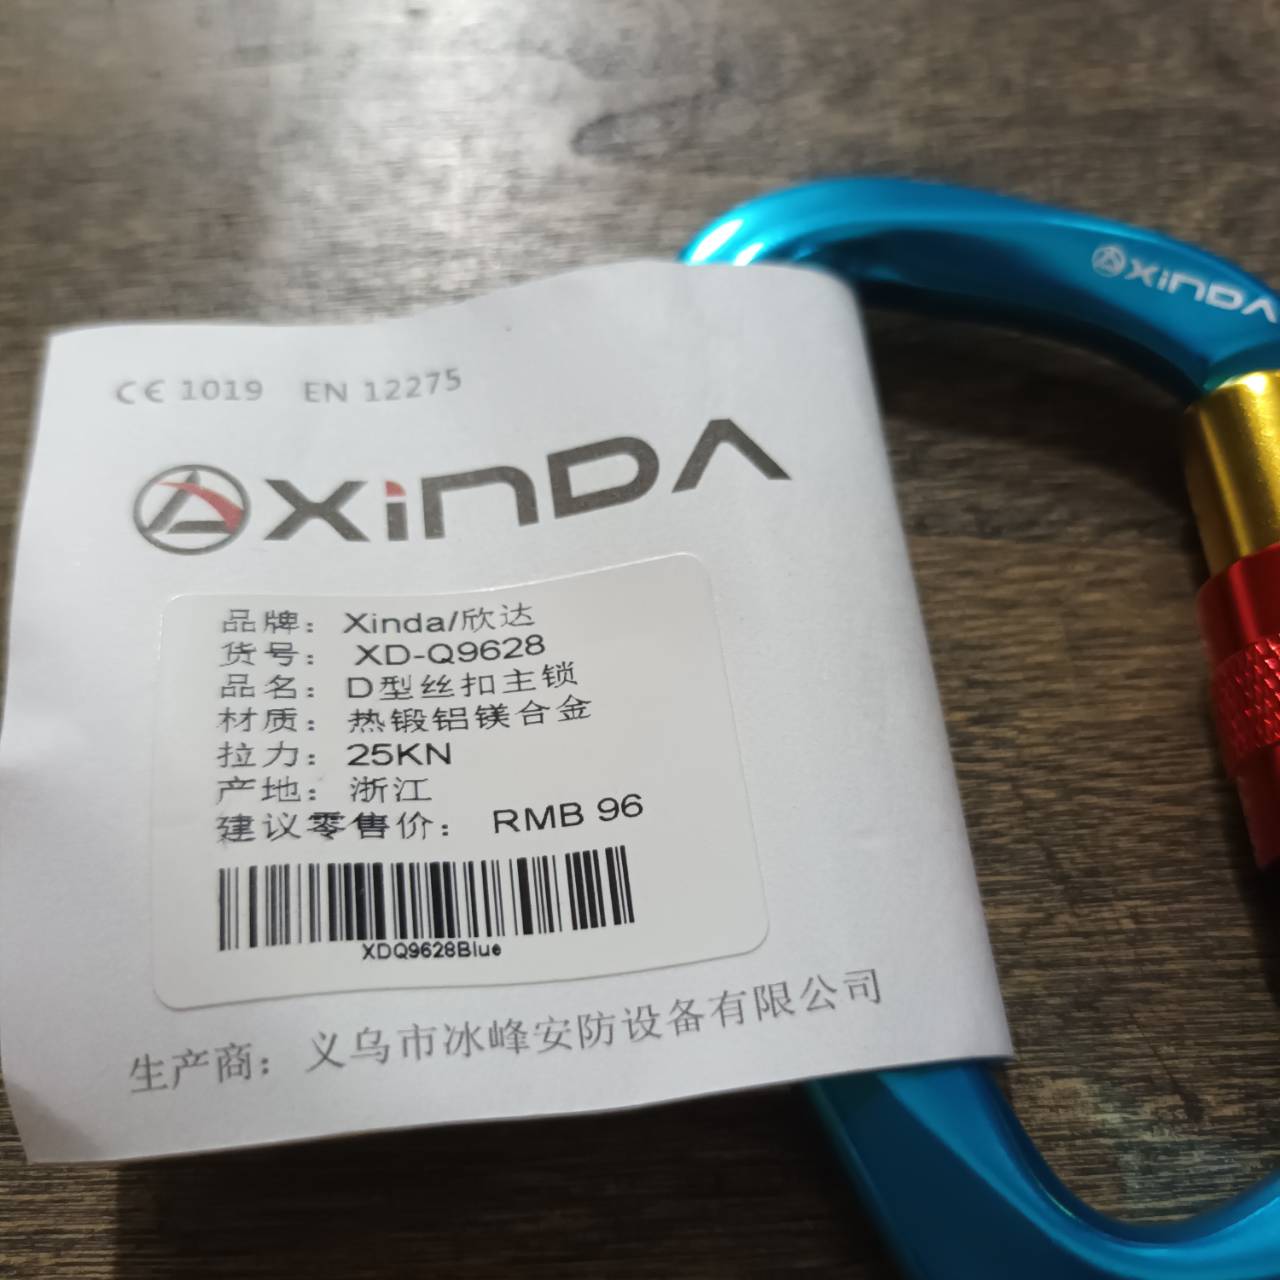 XINDA
CE 1019 EN 12275
XINDA
品牌： Xinda/欣达
货号： XD-Q9628
品名： D型丝扣主锁
材质： 热锻铝镁合金
拉力： 25KN
产地： 浙江
建议零售价： RMB 96
XDQ9628Blue
生产商： 义乌市冰峰安防设备有限公司